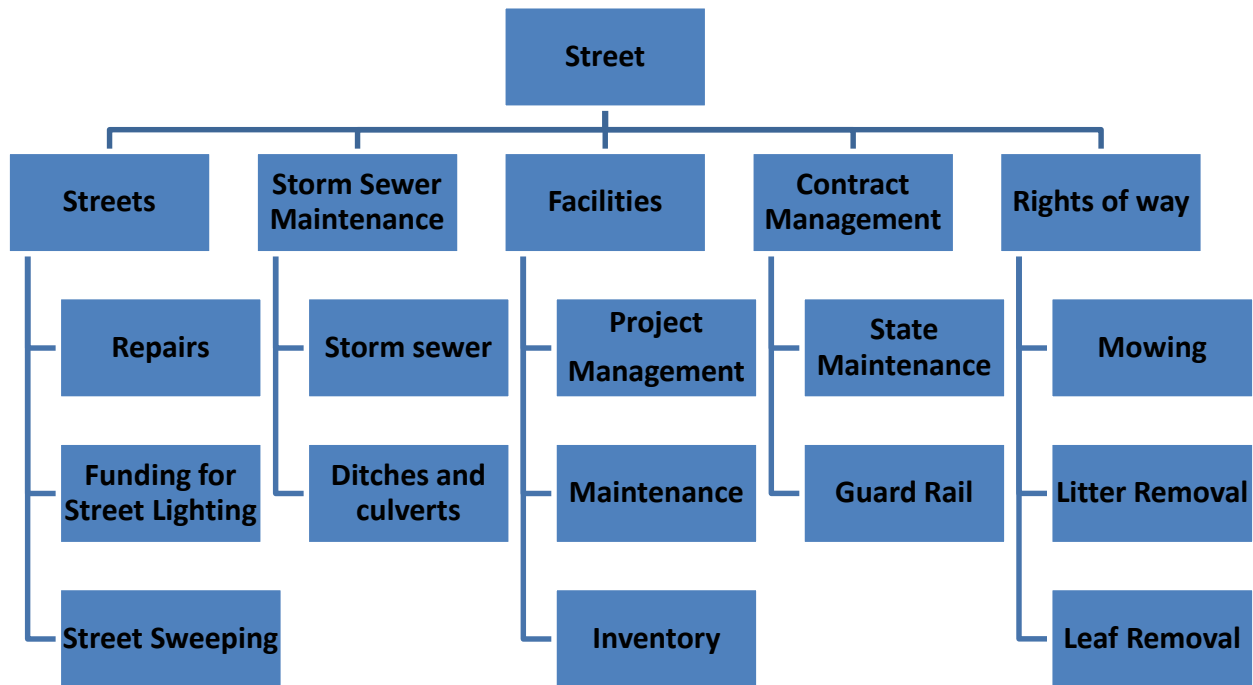 Street
Streets
Storm Sewer
Maintenance
Facilities
Contract
Management
Rights of way
Repairs
Storm sewer
Project
Management
State
Maintenance
Mowing
Funding for
Street Lighting
Ditches and
culverts
Maintenance
Guard Rail
Litter Removal
Street Sweeping
Inventory
Leaf Removal